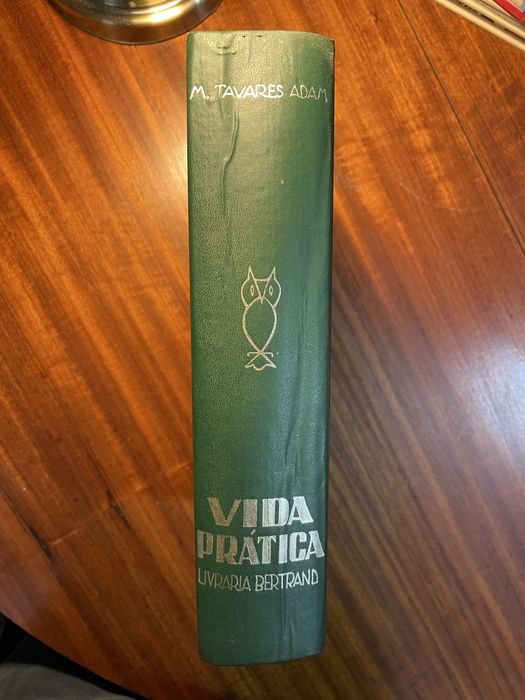 M. TAVARES ADAM
VIDA
PRÁTICA
LIVRARIA BERTRAND